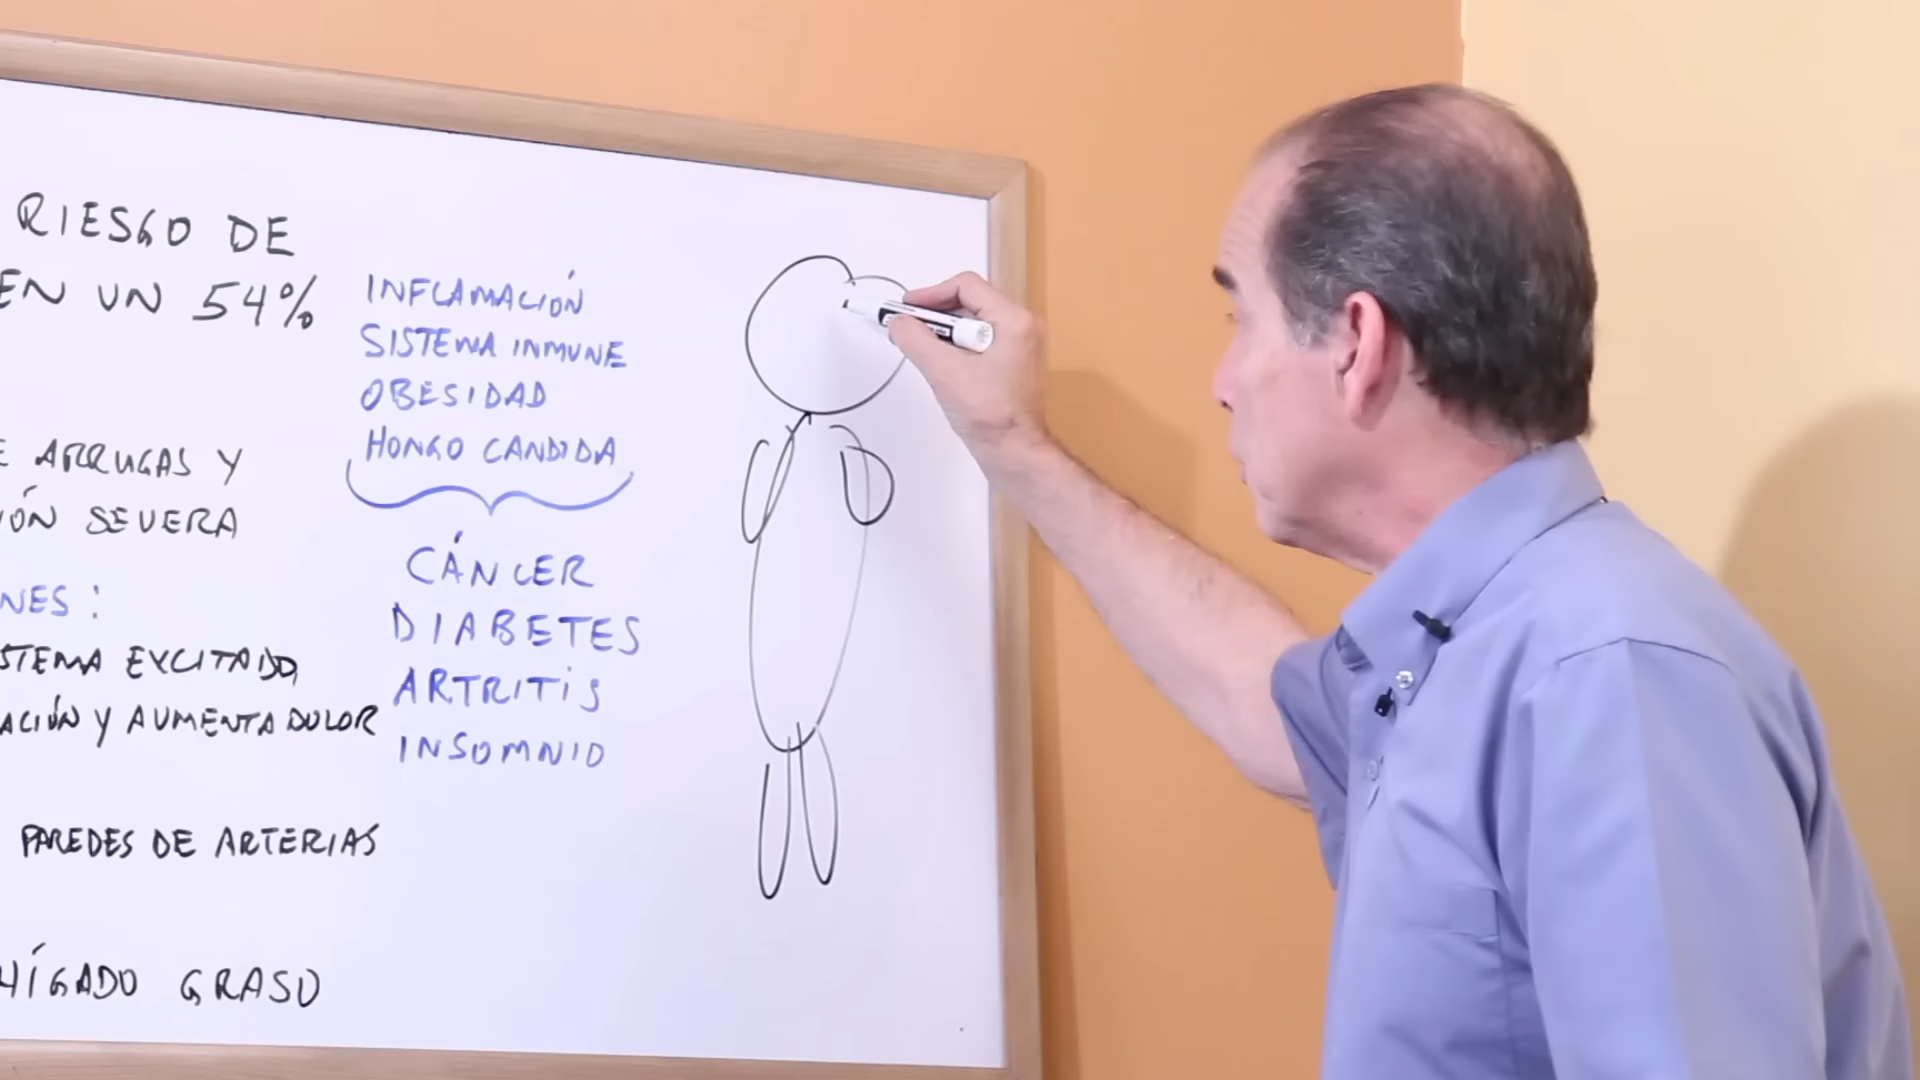 RIESGO DE
EN UN 54%
INFLAMACIÓN
SISTEMA INMUNE
OBESIDAD
HONGO CANDIDA
E ARRUGAS Y
IÓN SEVERA
CÁNCER
DIABETES
ARTRITIS
INSOMNIO
NES:
STEMA EXCITADO,
ACIÓN Y AUMENTA DOLOR
PAREDES DE ARTERIAS
HÍGADO GRASO